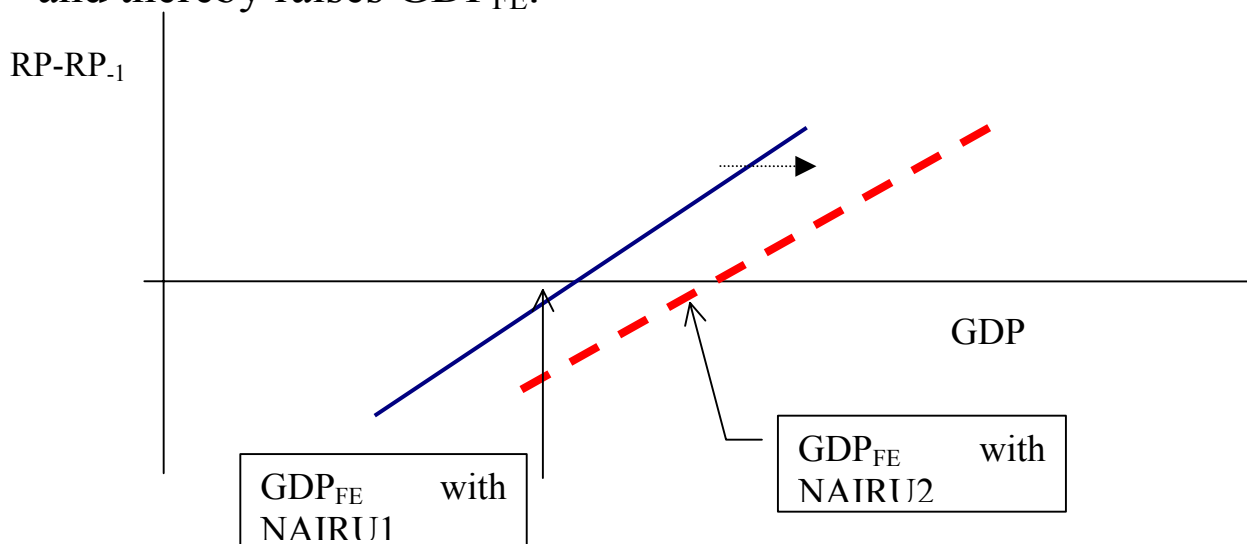 and thereby raises GDP_FE.
RP-RP_-1
GDP
GDP_FE with
NAIRU2
GDP_FE with
NAIRU1